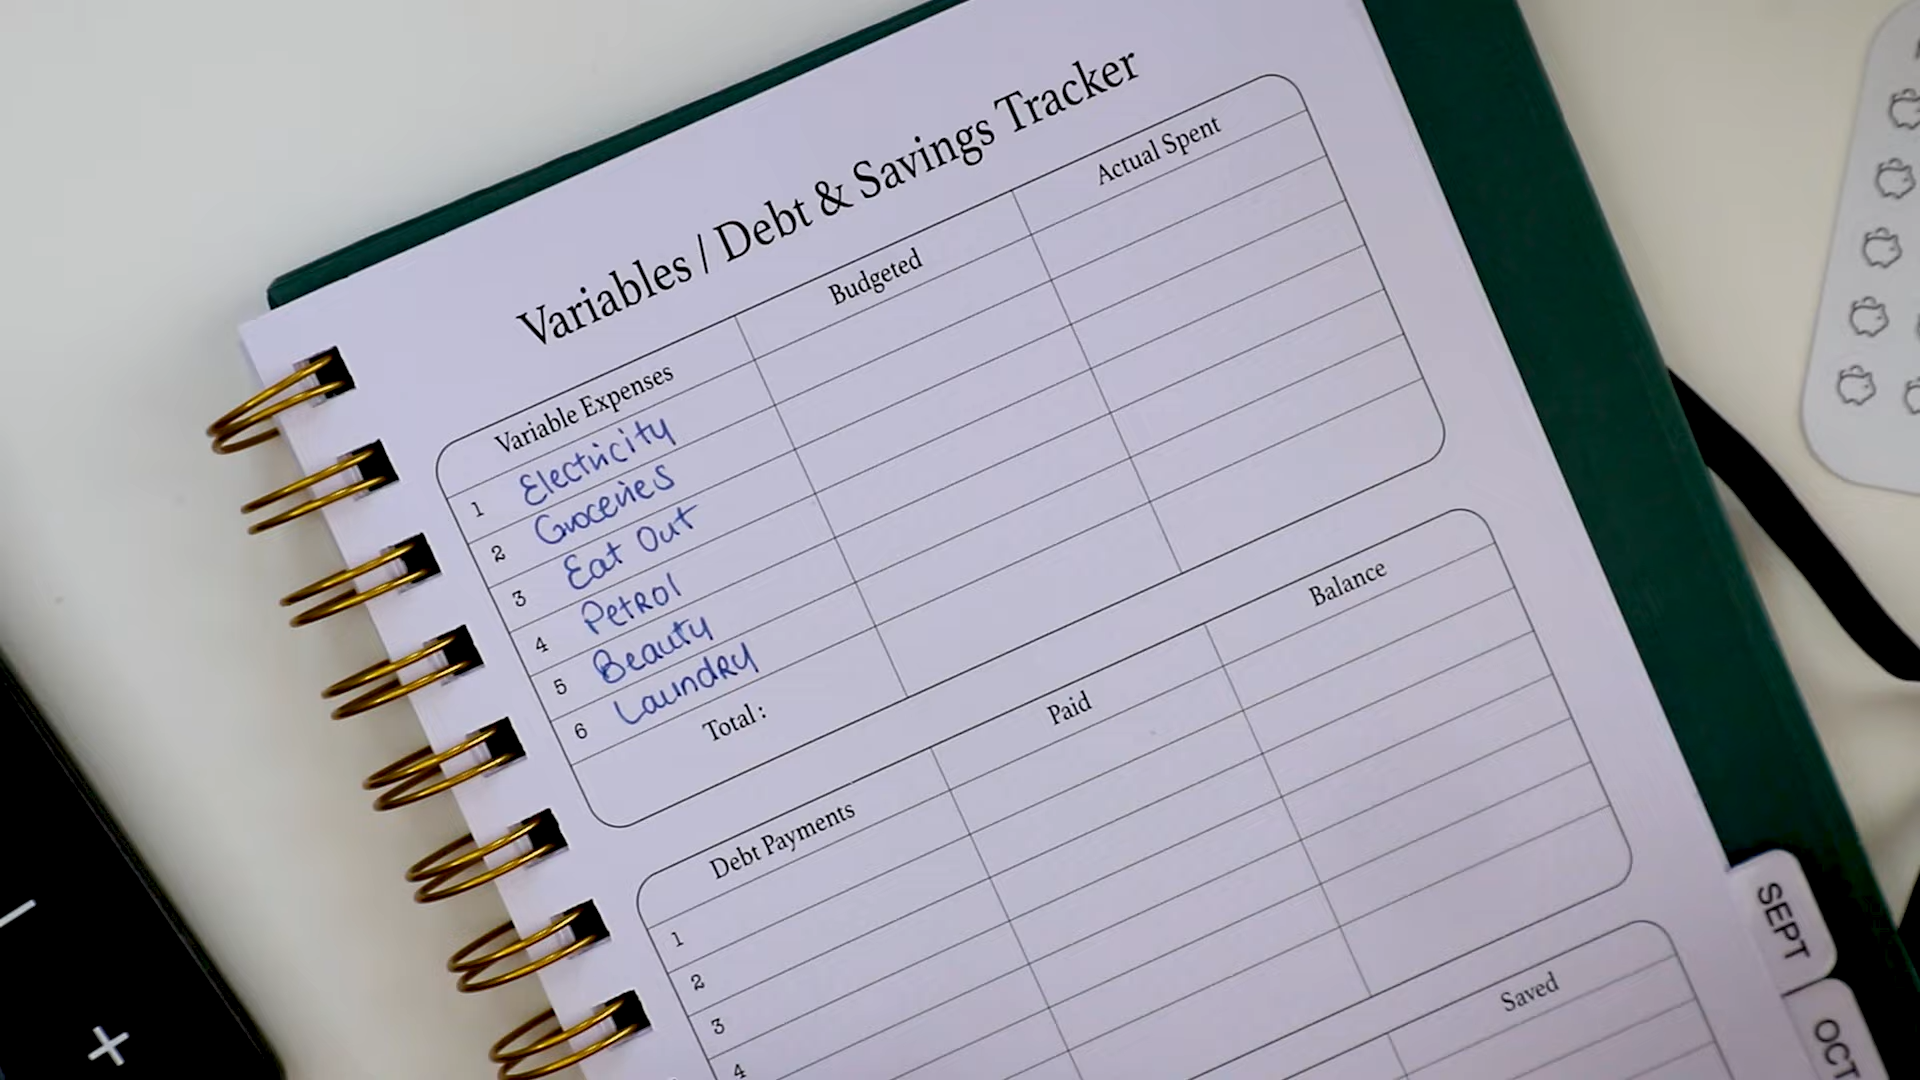 Variables / Debt & Savings Tracker
Variable Expenses Budgeted Actual Spent
1 Electricity
2 Groceries
3 Eat Out
4 Petrol
5 Beauty
6 Laundry
Total:
Debt Payments Paid Balance
1
2
3
4
Saved
SEPT
OCT
+